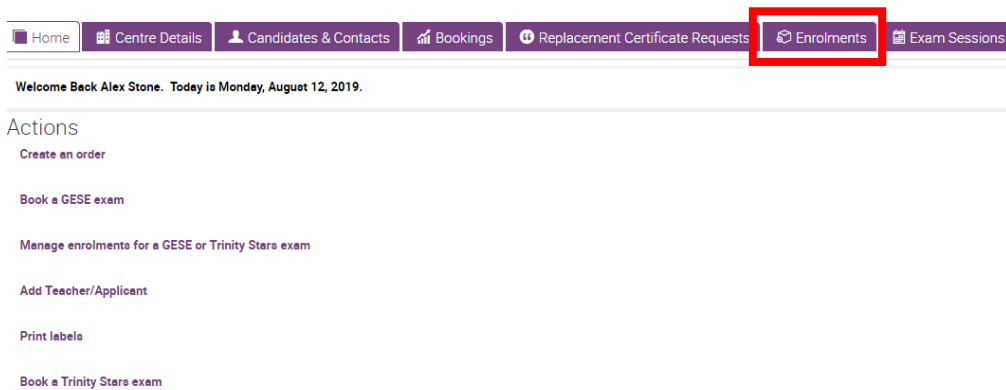 Home Centre Details Candidates & Contacts Bookings Replacement Certificate Requests Enrolments Exam Sessions
Welcome Back Alex Stone. Today is Monday, August 12, 2019.
Actions
Create an order
Book a GESE exam
Manage enrolments for a GESE or Trinity Stars exam
Add Teacher/Applicant
Print labels
Book a Trinity Stars exam